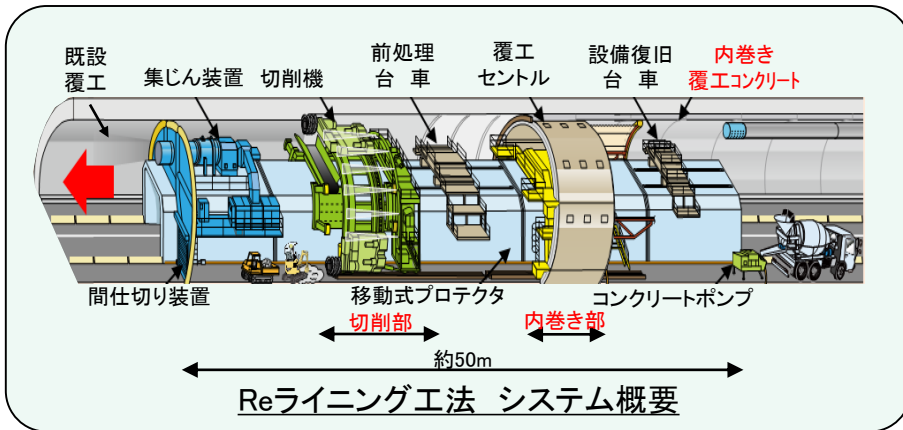 既設
覆工
集じん装置
切削機
前処理
台 車
覆工
セントル
設備復旧
台 車
内巻き
覆工コンクリート
間仕切り装置
移動式プロテクタ
コンクリートポンプ
切削部
内巻き部
約50m
Reライニング工法 システム概要